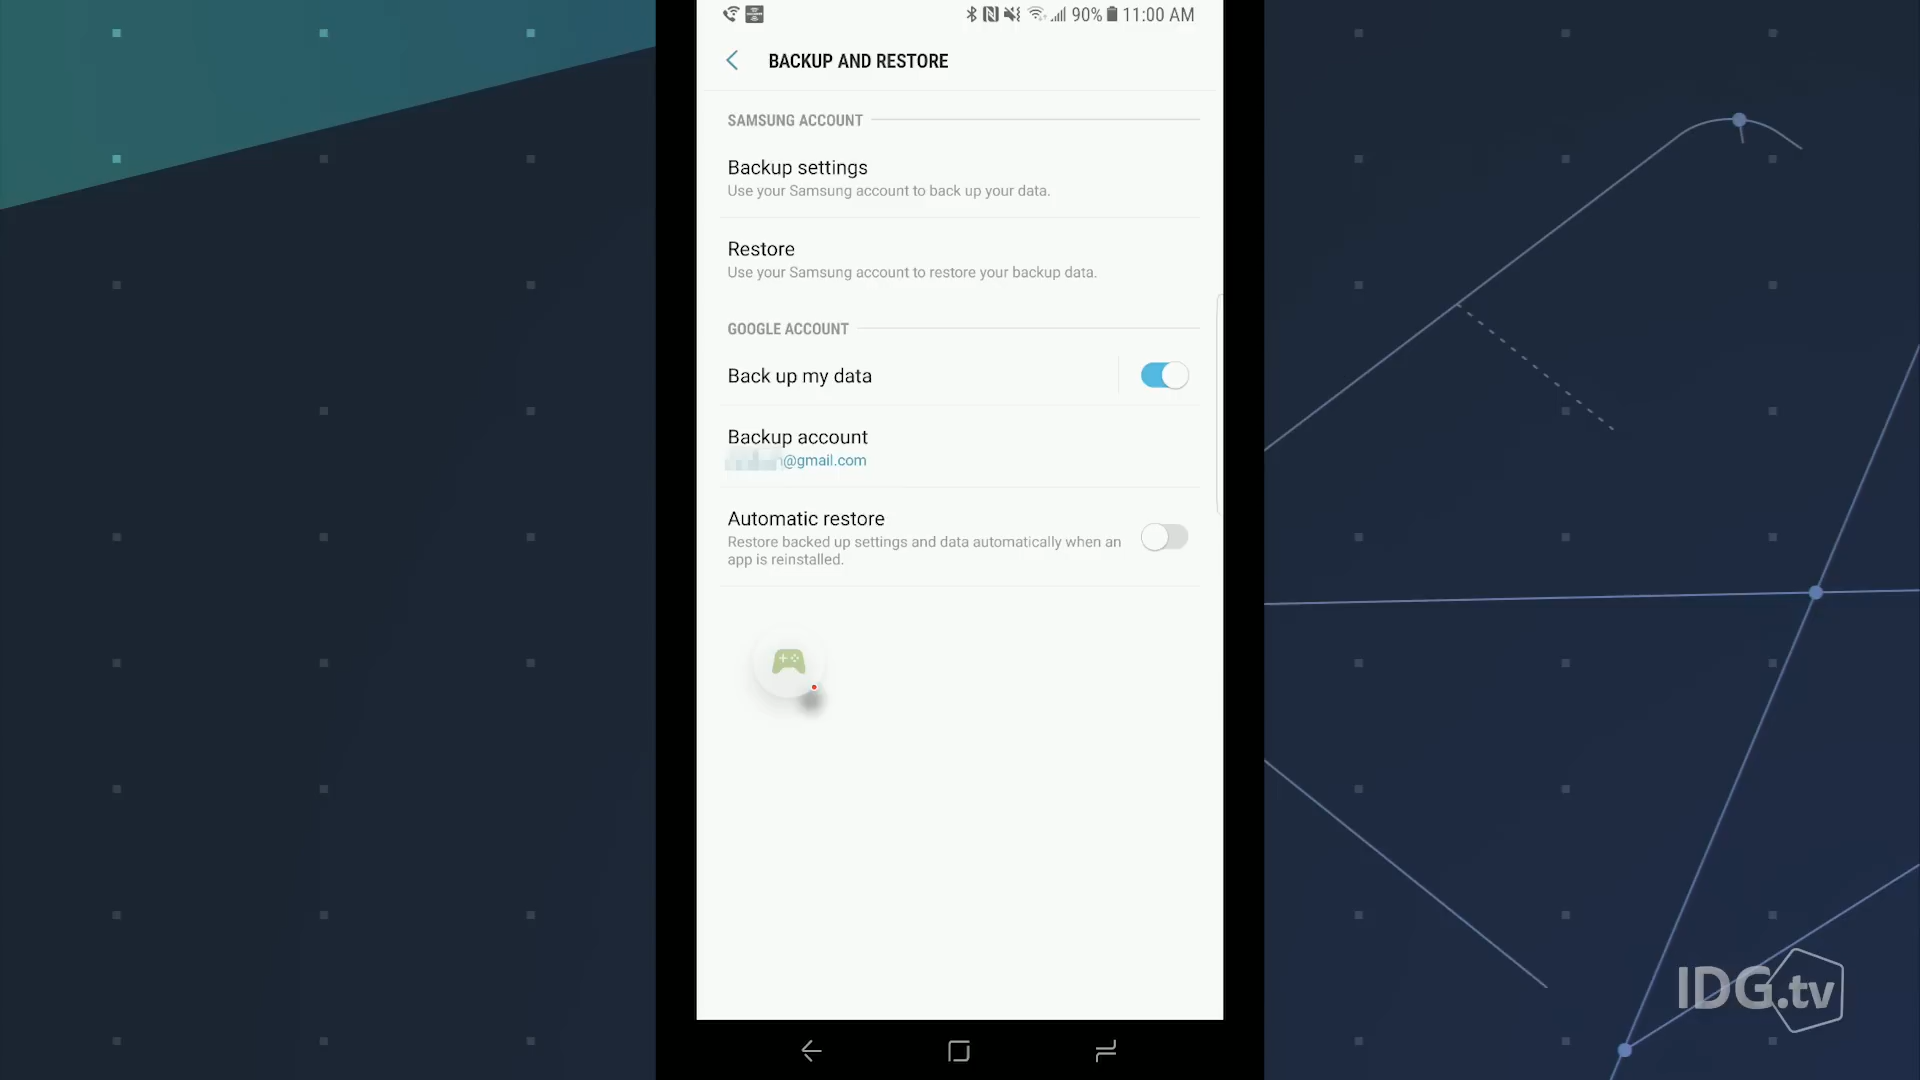 90% 11:00 AM
BACKUP AND RESTORE
SAMSUNG ACCOUNT
Backup settings
Use your Samsung account to back up your data.
Restore
Use your Samsung account to restore your backup data.
GOOGLE ACCOUNT
Back up my data
Backup account
@gmail.com
Automatic restore
Restore backed up settings and data automatically when an
app is reinstalled.
IDG.tv